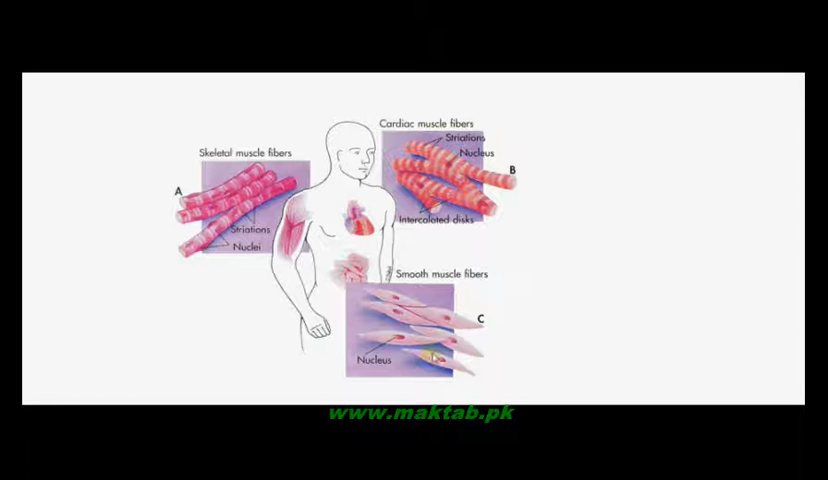 Cardiac muscle fibers
Striations
Nucleus
B
Intercalated disks
Skeletal muscle fibers
A
Striations
Nuclei
Smooth muscle fibers
C
Nucleus
www.maktab.pk